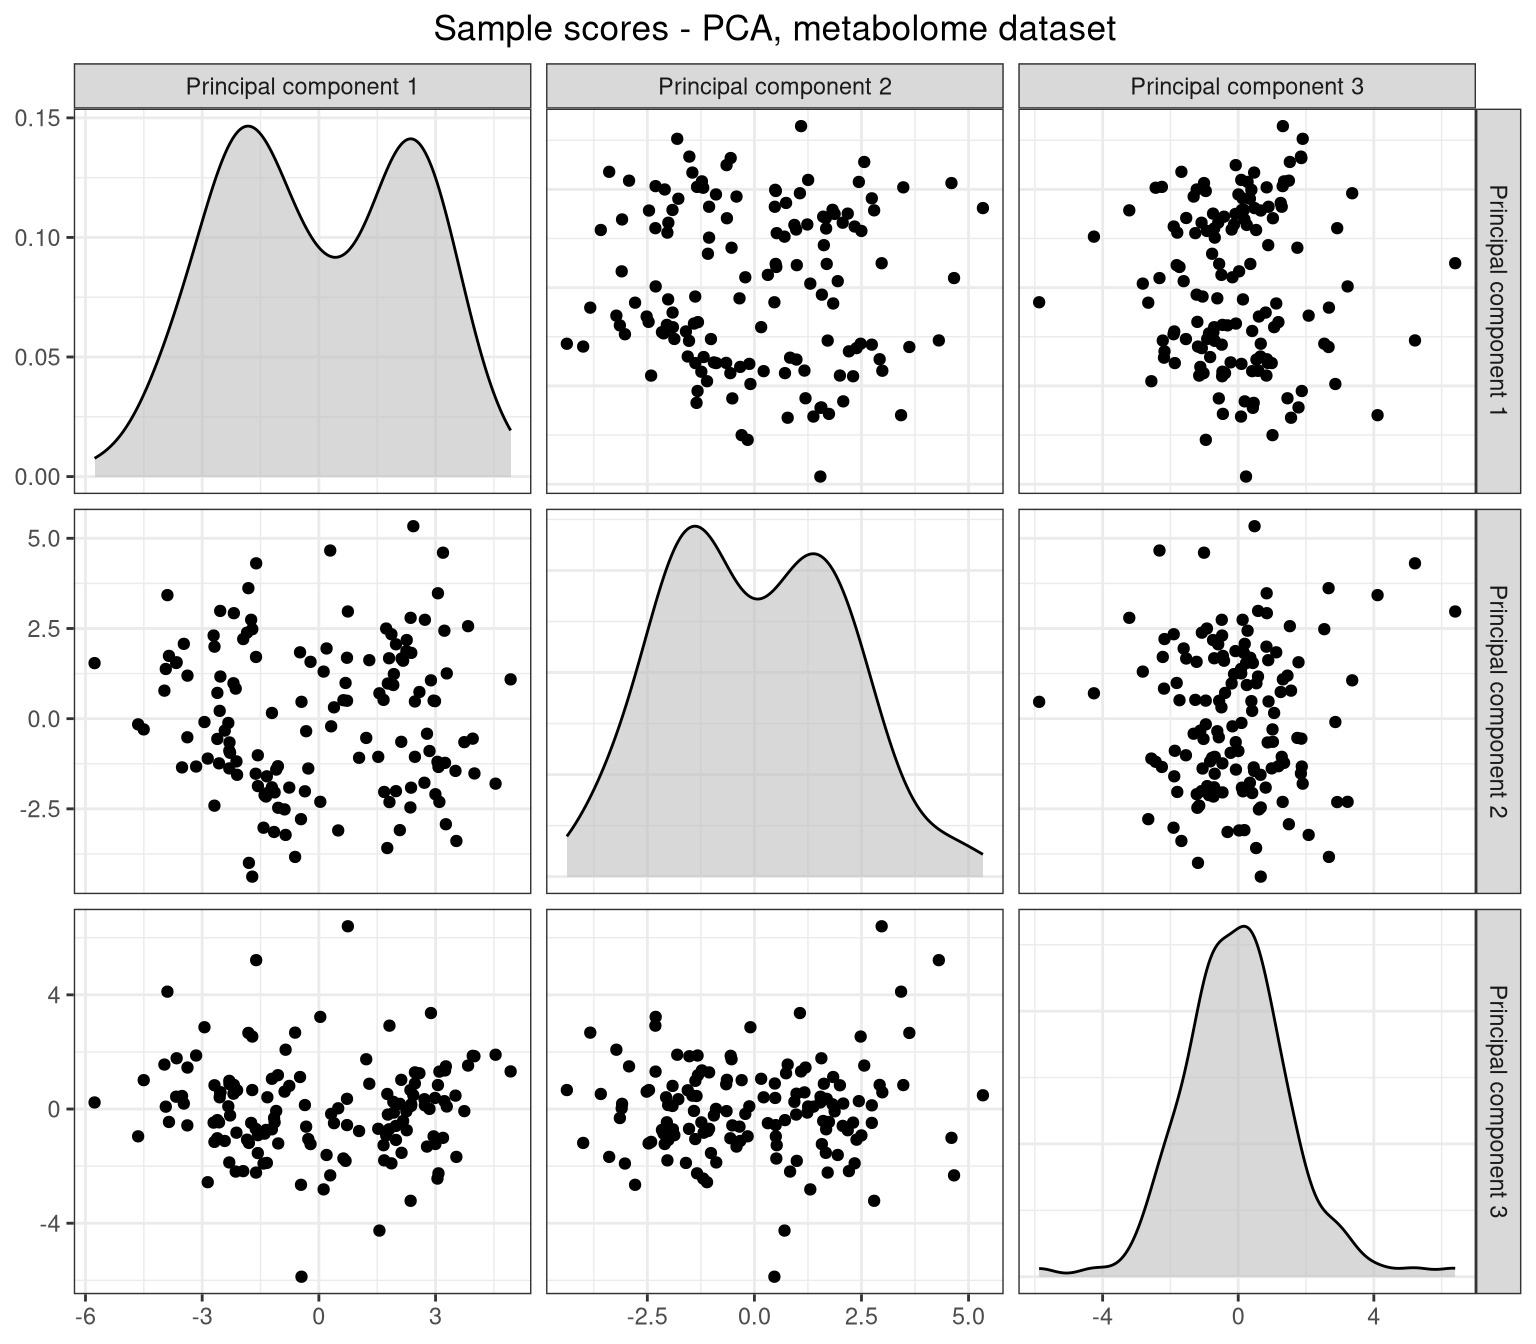 Sample scores - PCA, metabolome dataset
Principal component 1
Principal component 2
Principal component 3
0.15
0.10
0.05
0.00
Principal component 1
5.0
2.5
0.0
-2.5
Principal component 2
4
0
-4
Principal component 3
-6 -3 0 3
-2.5 0.0 2.5 5.0
-4 0 4